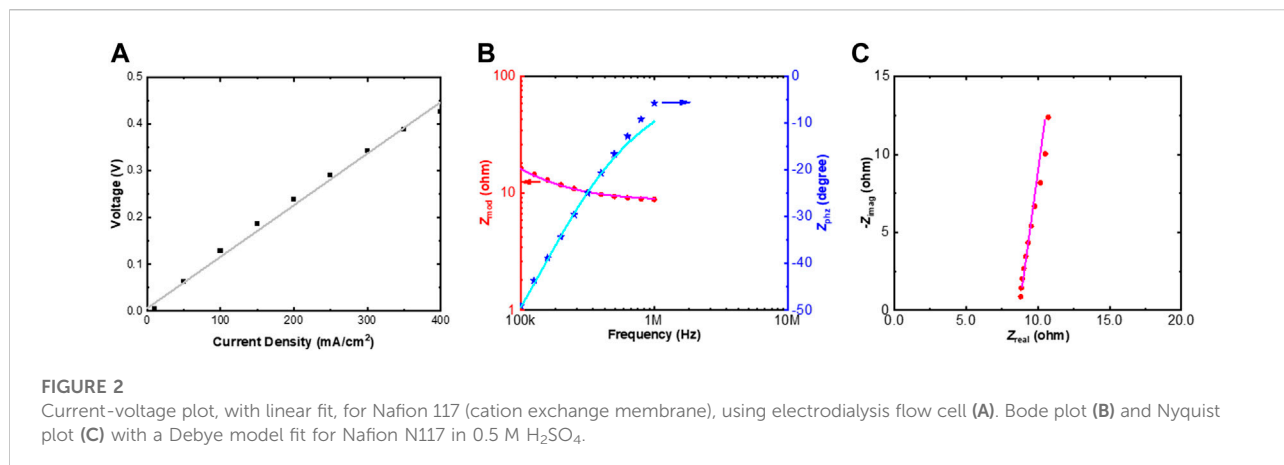 A
B
C
0.5
0.4
0.3
0.2
0.1
0.0
Voltage (V)
0
100
200
300
400
Current Density (mA/cm²)
100
10
1
Zmod (ohm)
0
-10
-20
-30
-40
-50
Zphz (degree)
100k
1M
10M
Frequency (Hz)
15
10
5
0
-Zimag (ohm)
0.0
5.0
10.0
15.0
20.0
Zreal (ohm)
FIGURE 2
Current-voltage plot, with linear fit, for Nafion 117 (cation exchange membrane), using electrodialysis flow cell (A). Bode plot (B) and Nyquist
plot (C) with a Debye model fit for Nafion N117 in 0.5 M H₂SO₄.